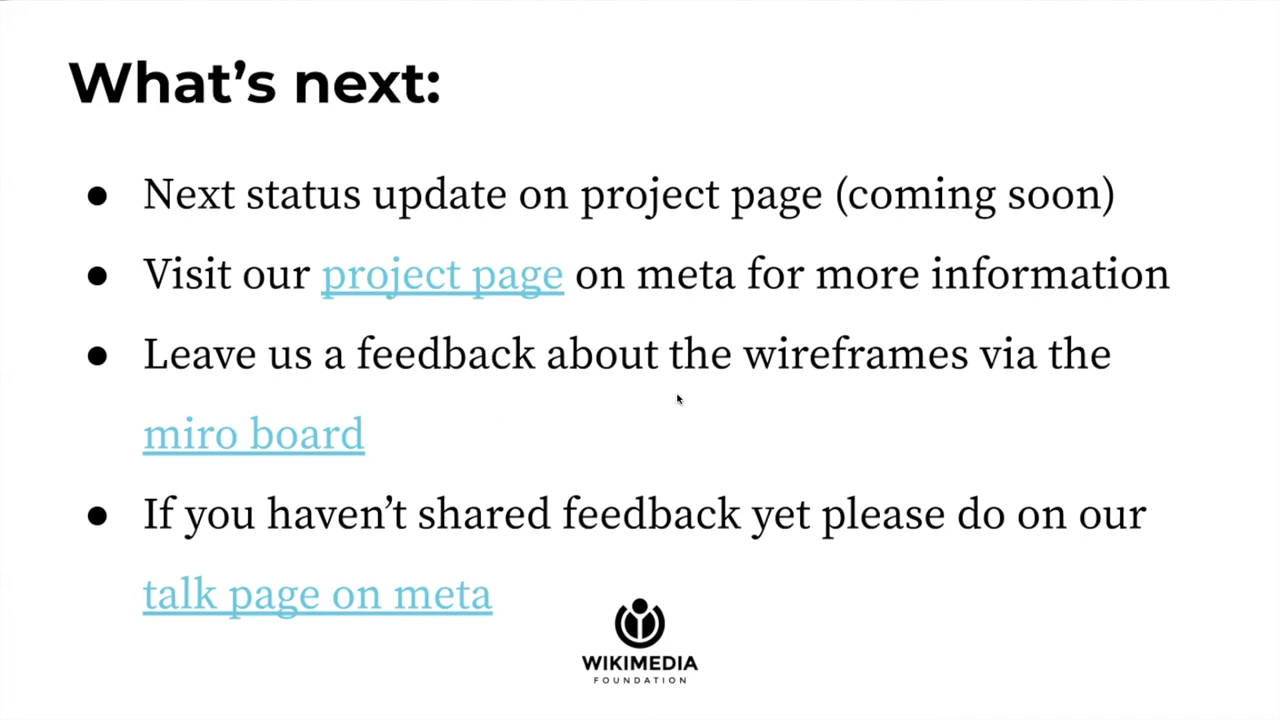 What’s next:
● Next status update on project page (coming soon)
● Visit our project page on meta for more information
● Leave us a feedback about the wireframes via the
miro board
● If you haven’t shared feedback yet please do on our
talk page on meta
WIKIMEDIA
FOUNDATION